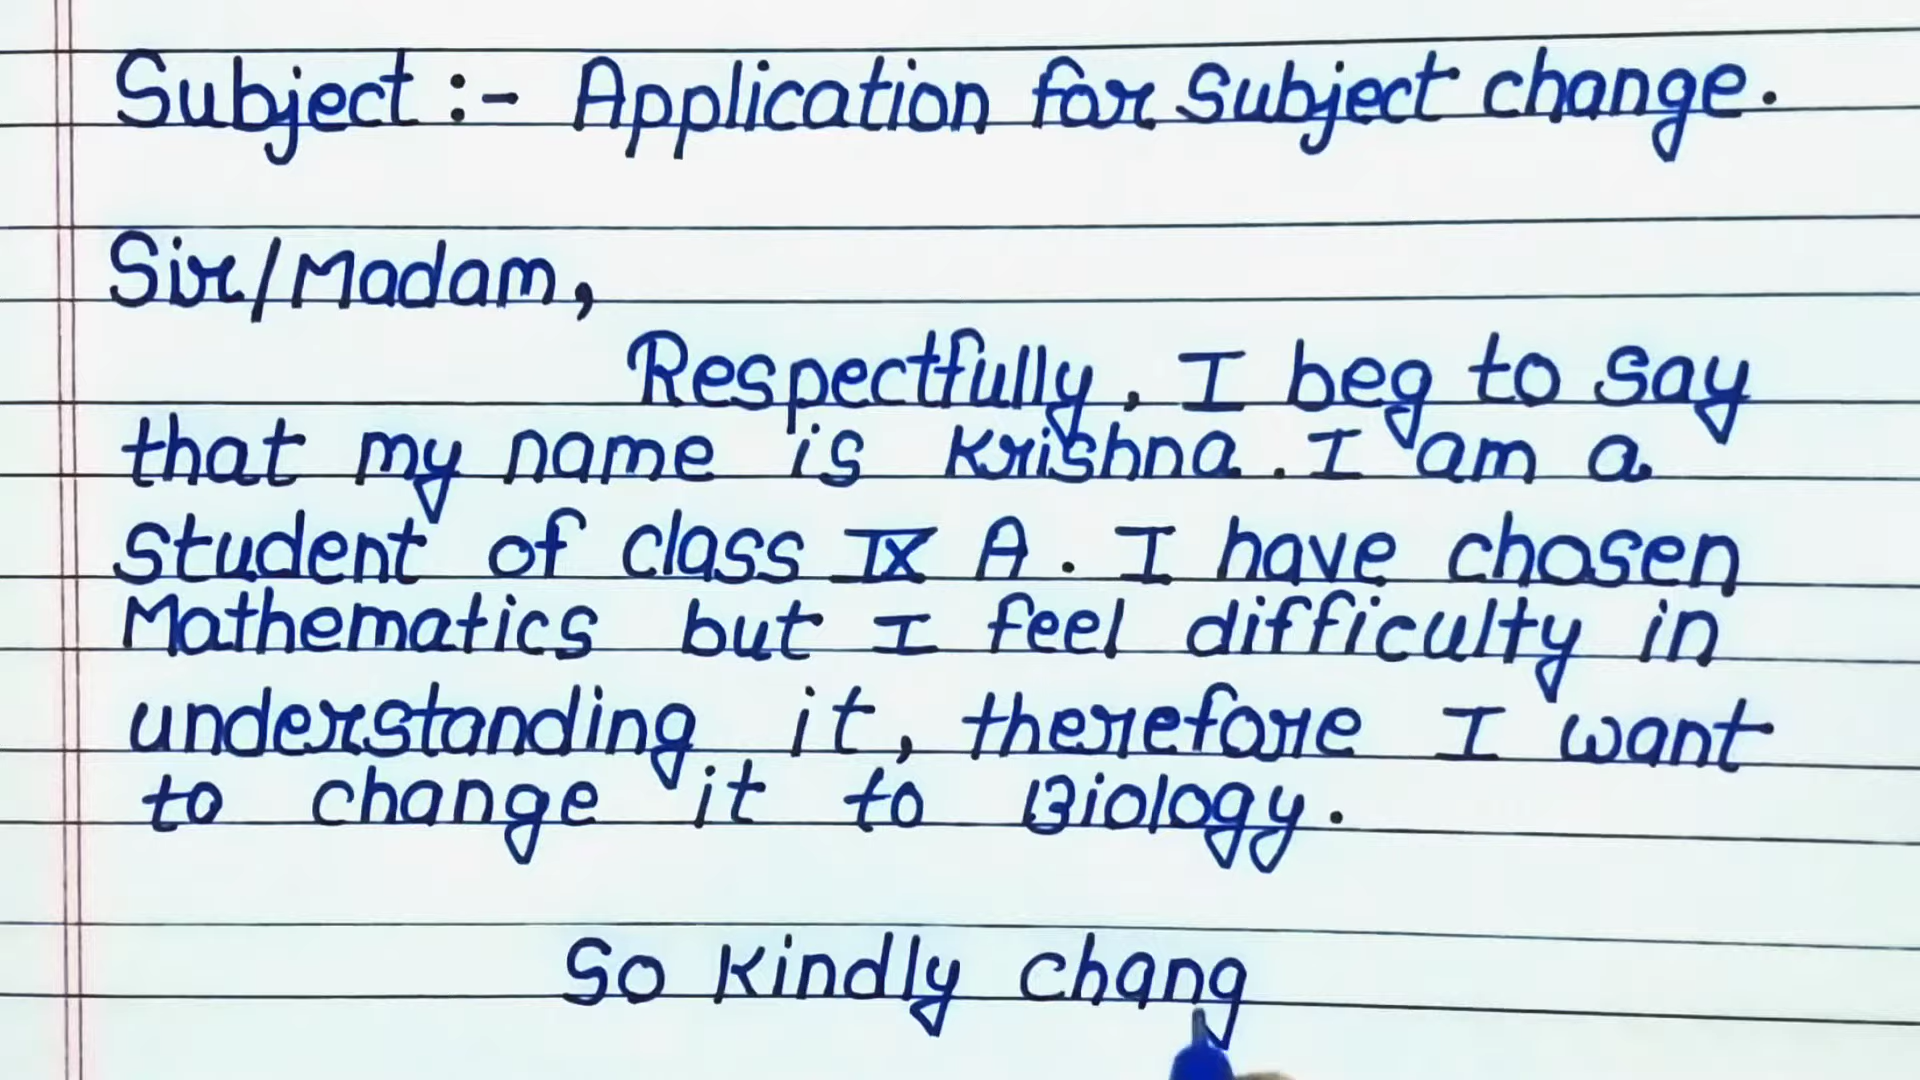 Subject :- Application for Subject change.
Sir/Madam,
Respectfully, I beg to say
that my name is Krishna. I am a
student of class IX A. I have chosen
Mathematics but I feel difficulty in
understanding it, therefore I want
to change it to Biology.
So Kindly chang